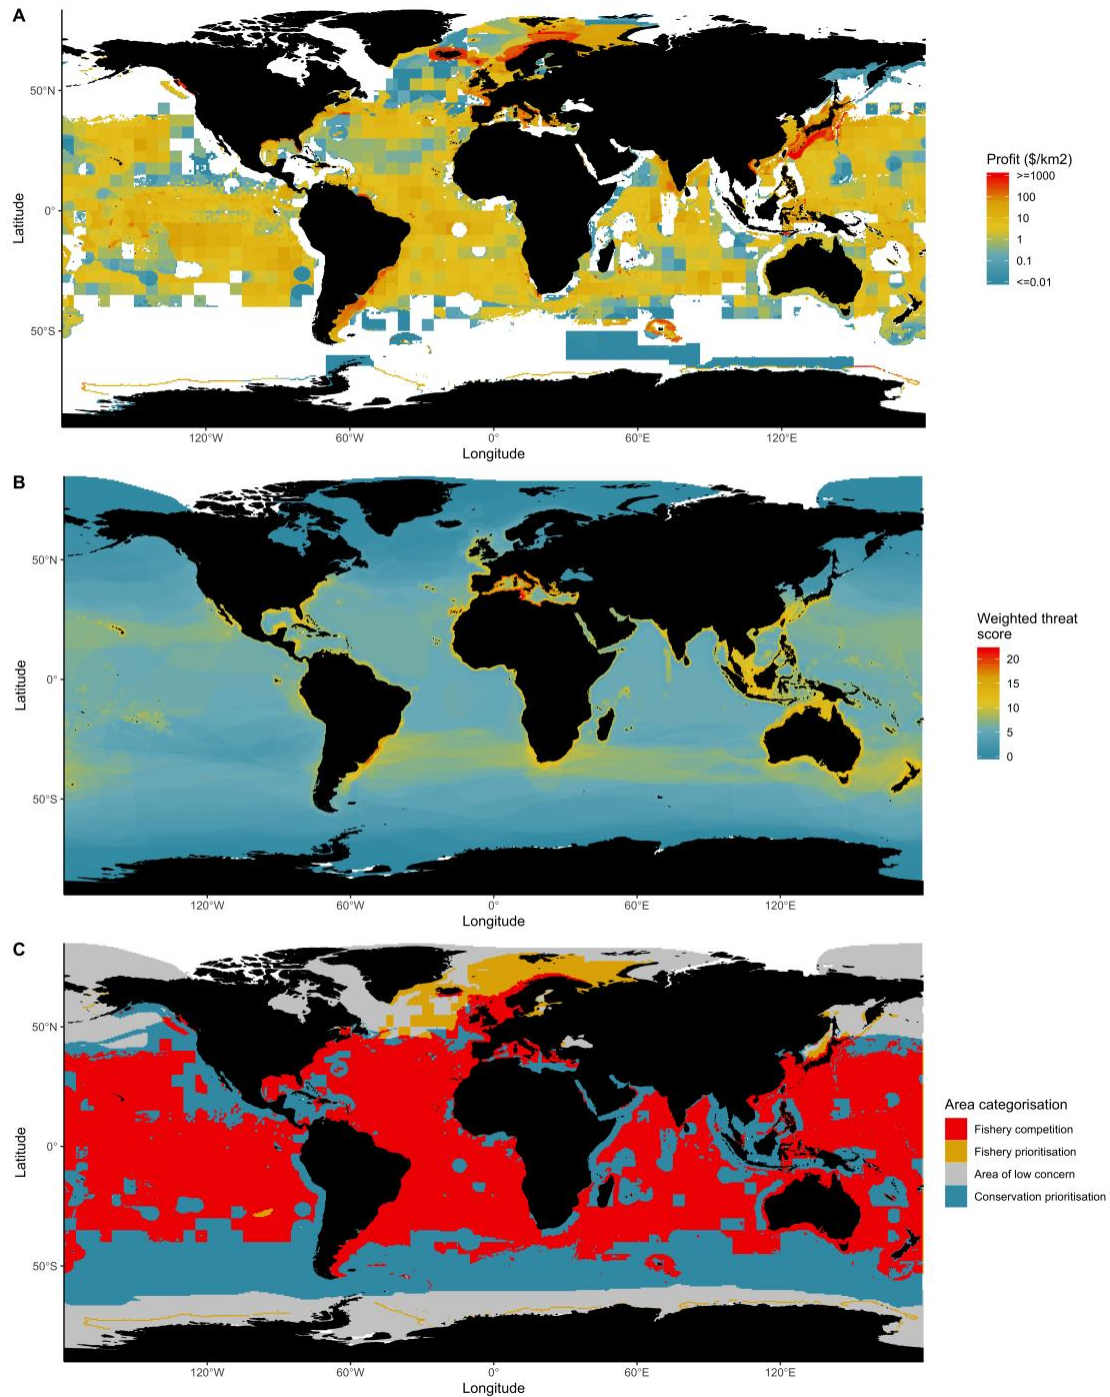 A
50°N
0°
50°S
Latitude
120°W 60°W 0° 60°E 120°E
Longitude
Profit ($/km2)
>=1000
100
10
1
0.1
<=0.01
B
50°N
0°
50°S
Latitude
120°W 60°W 0° 60°E 120°E
Longitude
Weighted threat
score
20
15
10
5
0
C
50°N
0°
50°S
Latitude
120°W 60°W 0° 60°E 120°E
Longitude
Area categorisation
Fishery competition
Fishery prioritisation
Area of low concern
Conservation prioritisation